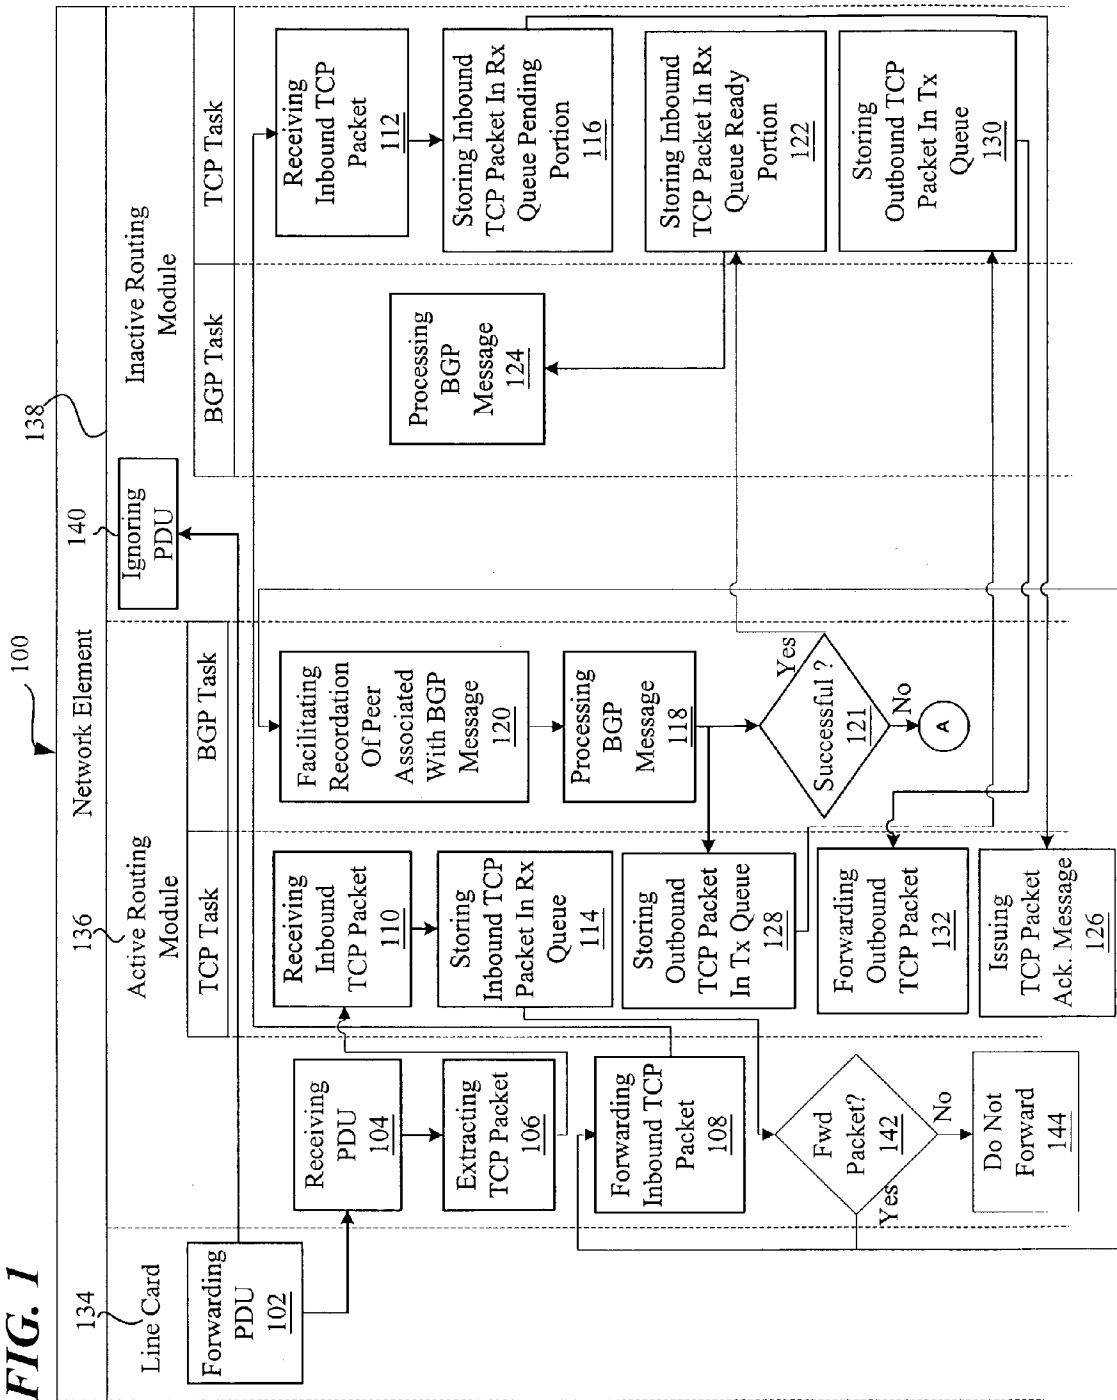 FIG. 1
100
Network Element
134
Line Card
136
Active Routing
Module
138
Inactive Routing
Module
TCP Task
BGP Task
BGP Task
TCP Task
140
Ignoring
PDU
Forwarding
PDU
102
Receiving
PDU
104
Extracting
TCP Packet
106
Forwarding
Inbound TCP
Packet
108
Fwd
Packet?
142
Yes
No
Do Not
Forward
144
Receiving
Inbound
TCP Packet
110
Storing
Inbound TCP
Packet In Rx
Queue
114
Storing
Outbound
TCP Packet
In Tx Queue
128
Forwarding
Outbound
TCP Packet
132
Issuing
TCP Packet
Ack. Message
126
Facilitating
Recordation
Of Peer
Associated
With BGP
Message
120
Processing
BGP
Message
118
Successful ?
121
Yes
No
A
Processing
BGP
Message
124
Receiving
Inbound TCP
Packet
112
Storing Inbound
TCP Packet In Rx
Queue Pending
Portion
116
Storing Inbound
TCP Packet In Rx
Queue Ready
Portion
122
Storing
Outbound TCP
Packet In Tx
Queue
130